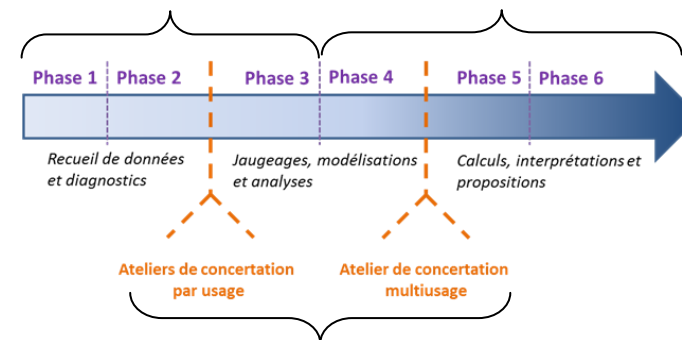 Phase 1 Phase 2 Phase 3 Phase 4 Phase 5 Phase 6
Recueil de données
et diagnostics
Jaugeages, modélisations
et analyses
Calculs, interprétations et
propositions
Ateliers de concertation
par usage
Atelier de concertation
multiusage